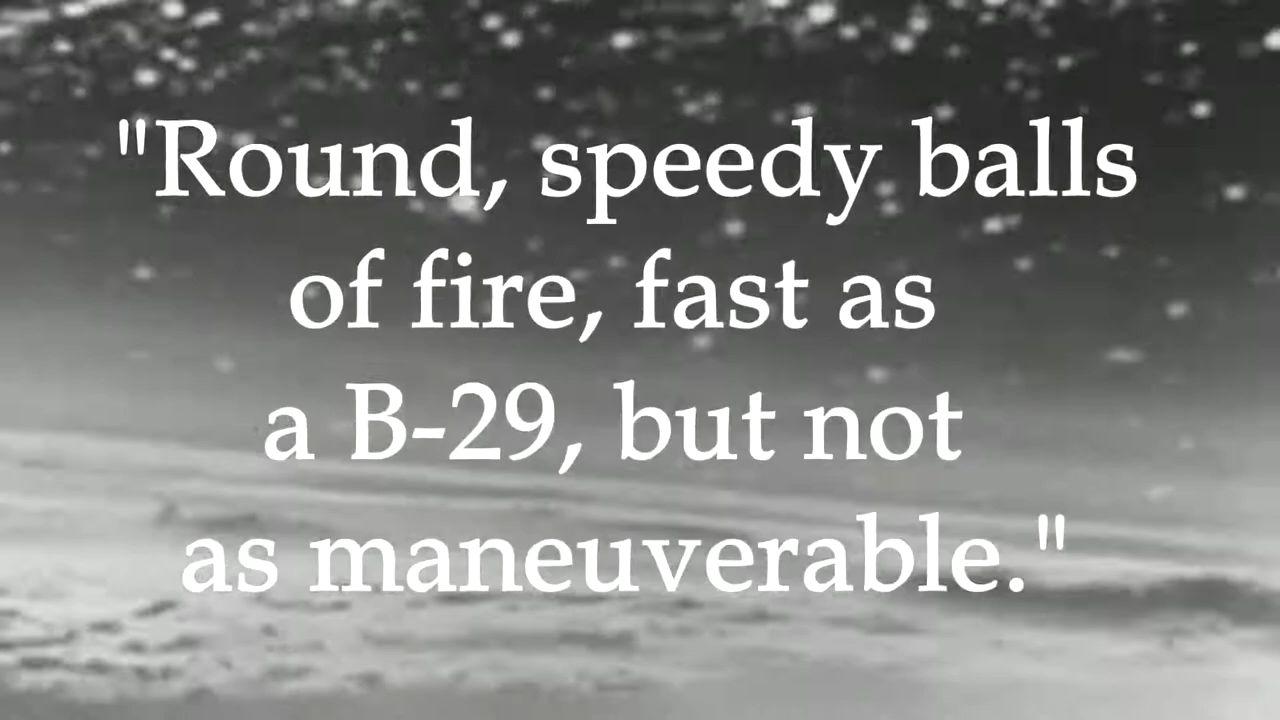 "Round, speedy balls
of fire, fast as
a B-29, but not
as maneuverable."